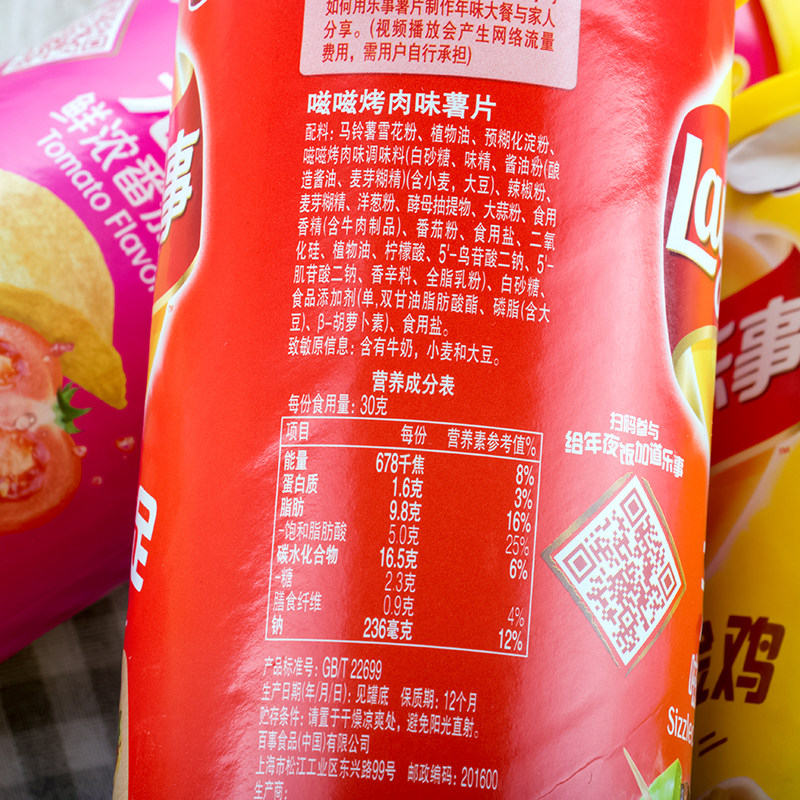 如何用乐事薯片制作年味大餐与家人
分享。(视频播放会产生网络流量
费用，需用户自行承担)
滋滋烤肉味薯片
配料: 马铃薯雪花粉、植物油、预糊化淀粉、
嗞嗞烤肉味调味料(白砂糖、味精、酱油粉(酿
造酱油、麦芽糊精)(含小麦，大豆)、辣椒粉、
麦芽糊精、洋葱粉、酵母抽提物、大蒜粉、食用
香精(含牛肉制品)、番茄粉、食用盐、二氧
化硅、植物油、柠檬酸、5′-鸟苷酸二钠、5′-
肌苷酸二钠、香辛料、全脂乳粉)、白砂糖、
食品添加剂(单,双甘油脂肪酸酯、磷脂(含大
豆)、β-胡萝卜素)、食用盐。
致敏原信息: 含有牛奶，小麦和大豆。
营养成分表
每份食用量: 30克
项目 每份 营养素参考值%
能量 678千焦 8%
蛋白质 1.6克 3%
脂肪 9.8克 16%
-饱和脂肪酸 5.0克 25%
碳水化合物 16.5克 6%
-糖 2.3克
膳食纤维 0.9克 4%
钠 236毫克 12%
产品标准号: GB/T 22699
生产日期(年/月/日): 见罐底 保质期: 12个月
贮存条件: 请置于干燥凉爽处，避免阳光直射。
百事食品(中国)有限公司
上海市松江工业区东兴路99号 邮政编码: 201600
生产商:
扫码参与
给年夜饭加道乐事
鲜浓番
Tomato Flavo
事
足
Lay
乐事
鸡
Sizzle